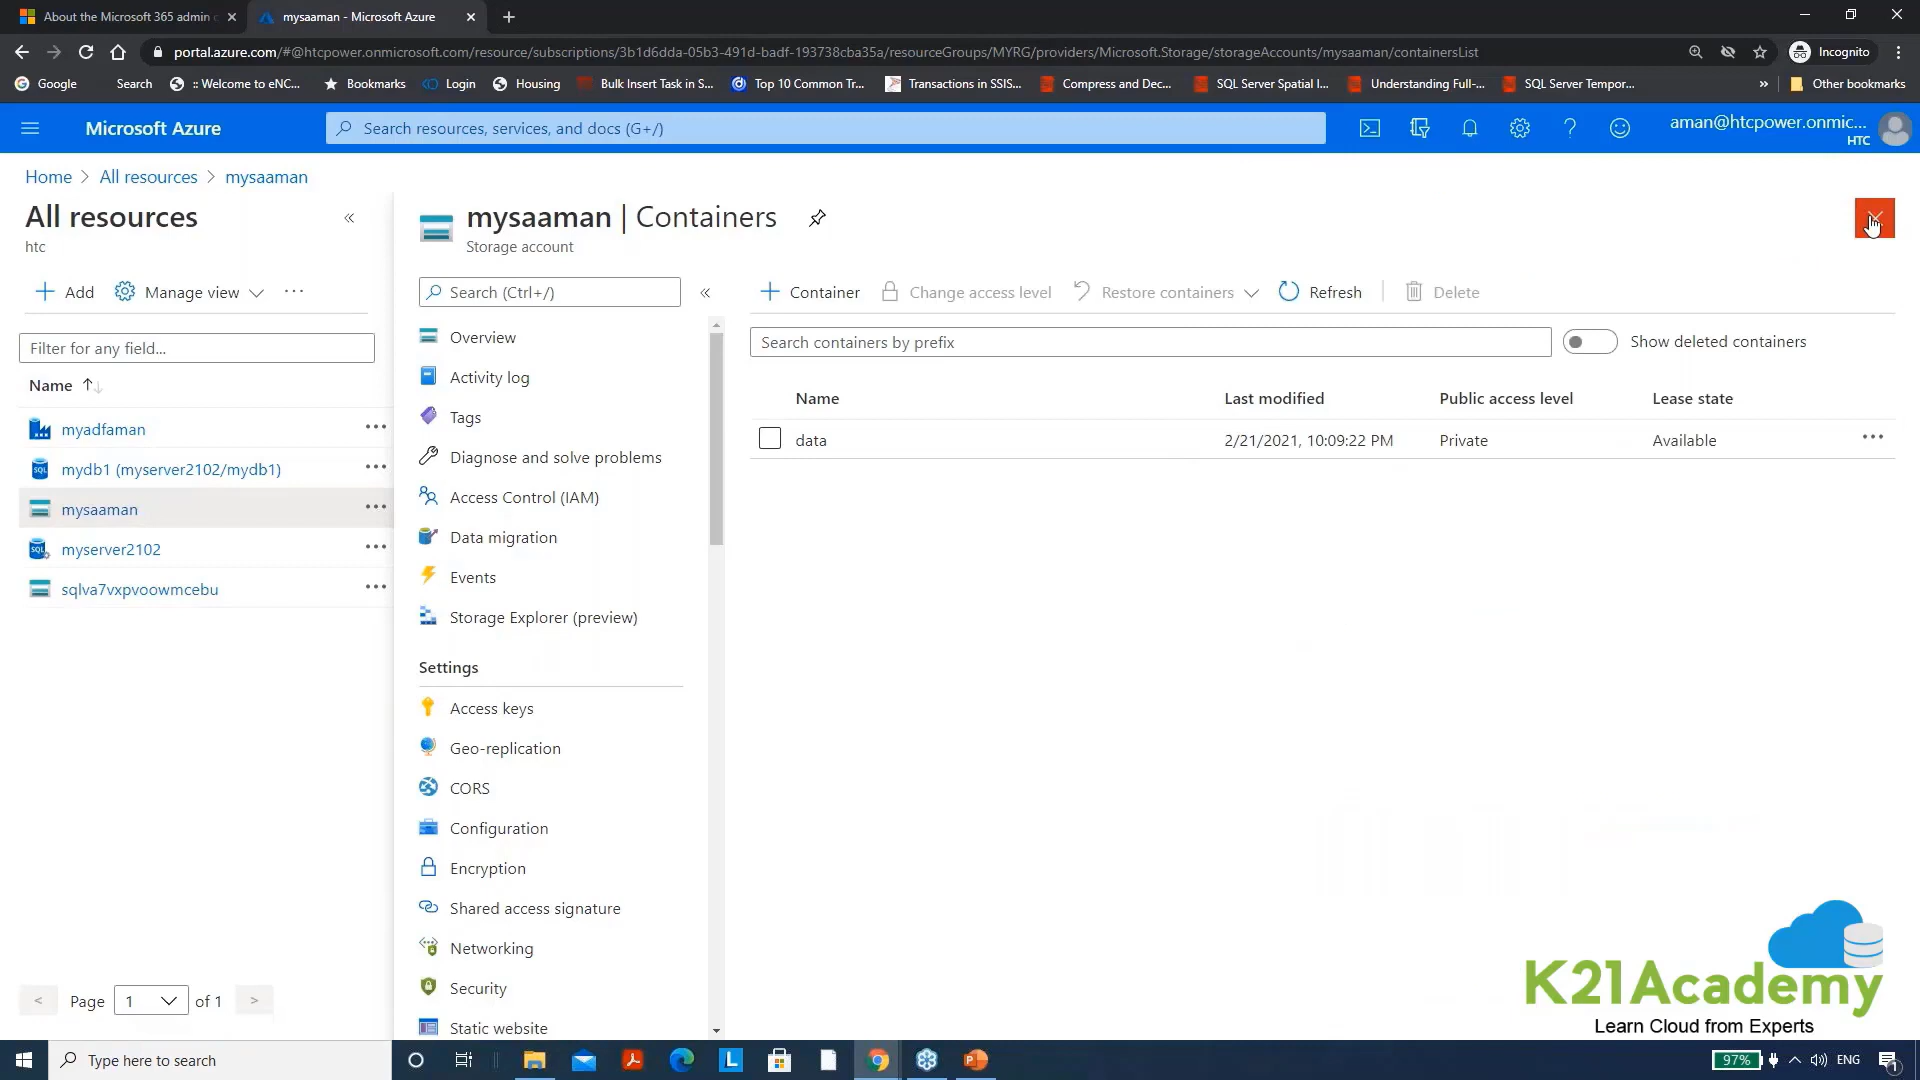 About the Microsoft 365 admin c
mysaaman - Microsoft Azure
portal.azure.com/#@htcpower.onmicrosoft.com/resource/subscriptions/3b1d6dda-05b3-491d-badf-193738cba35a/resourceGroups/MYRG/providers/Microsoft.Storage/storageAccounts/mysaaman/containersList
Incognito
Google
Search
:: Welcome to eNC...
Bookmarks
Login
Housing
Bulk Insert Task in S...
Top 10 Common Tr...
Transactions in SSIS...
Compress and Dec...
SQL Server Spatial I...
Understanding Full-...
SQL Server Tempor...
»
Other bookmarks
Microsoft Azure
Search resources, services, and docs (G+/)
aman@htcpower.onmic...
HTC
Home > All resources > mysaaman
All resources
«
htc
+ Add
Manage view
...
Filter for any field...
Name ↑↓
myadfaman
mydb1 (myserver2102/mydb1)
mysaaman
myserver2102
sqlva7vxpvoowmcebu
< Page 1 of 1 >
mysaaman | Containers
Storage account
Search (Ctrl+/)
«
Overview
Activity log
Tags
Diagnose and solve problems
Access Control (IAM)
Data migration
Events
Storage Explorer (preview)
Settings
Access keys
Geo-replication
CORS
Configuration
Encryption
Shared access signature
Networking
Security
Static website
+ Container
Change access level
Restore containers
Refresh
Delete
Search containers by prefix
Show deleted containers
Name Last modified Public access level Lease state
data 2/21/2021, 10:09:22 PM Private Available ...
K21Academy
Learn Cloud from Experts
Type here to search
97%
ENG
1